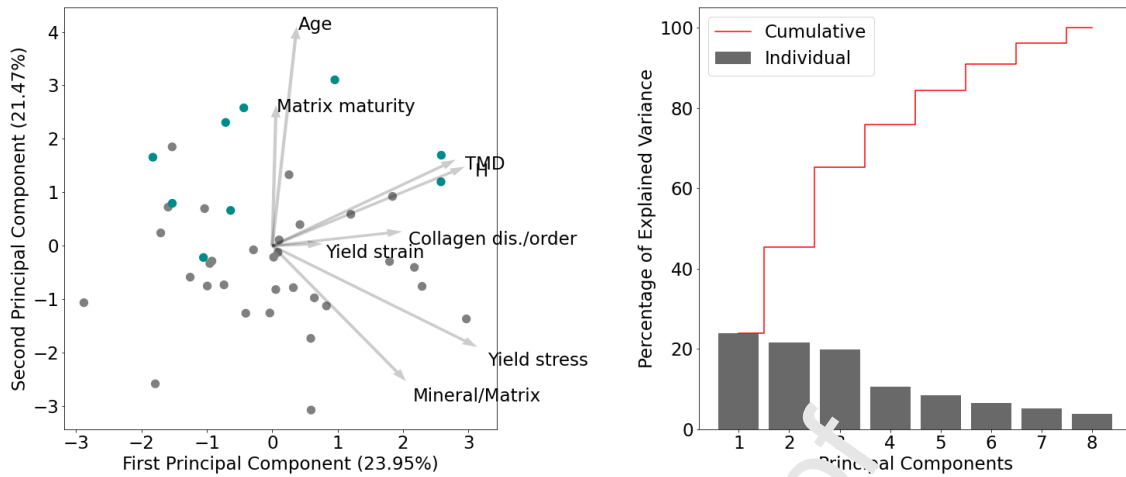 Age
Matrix maturity
TMD
H
Collagen dis./order
Yield strain
Yield stress
Mineral/Matrix
4
3
2
1
0
−1
−2
−3
−3
−2
−1
0
1
2
3
Second Principal Component (21.47%)
First Principal Component (23.95%)
Cumulative
Individual
100
80
60
40
20
0
1
2
3
4
5
6
7
8
Percentage of Explained Variance
Principal Components
of